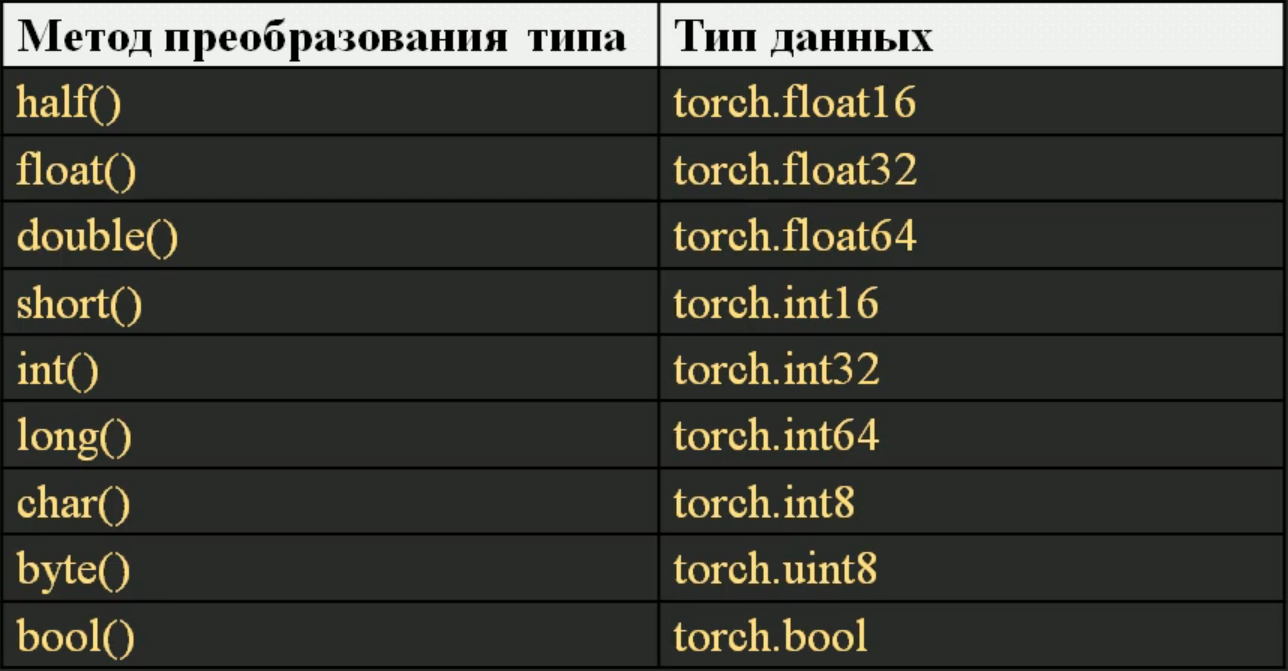 Метод преобразования типа Тип данных
half() torch.float16
float() torch.float32
double() torch.float64
short() torch.int16
int() torch.int32
long() torch.int64
char() torch.int8
byte() torch.uint8
bool() torch.bool